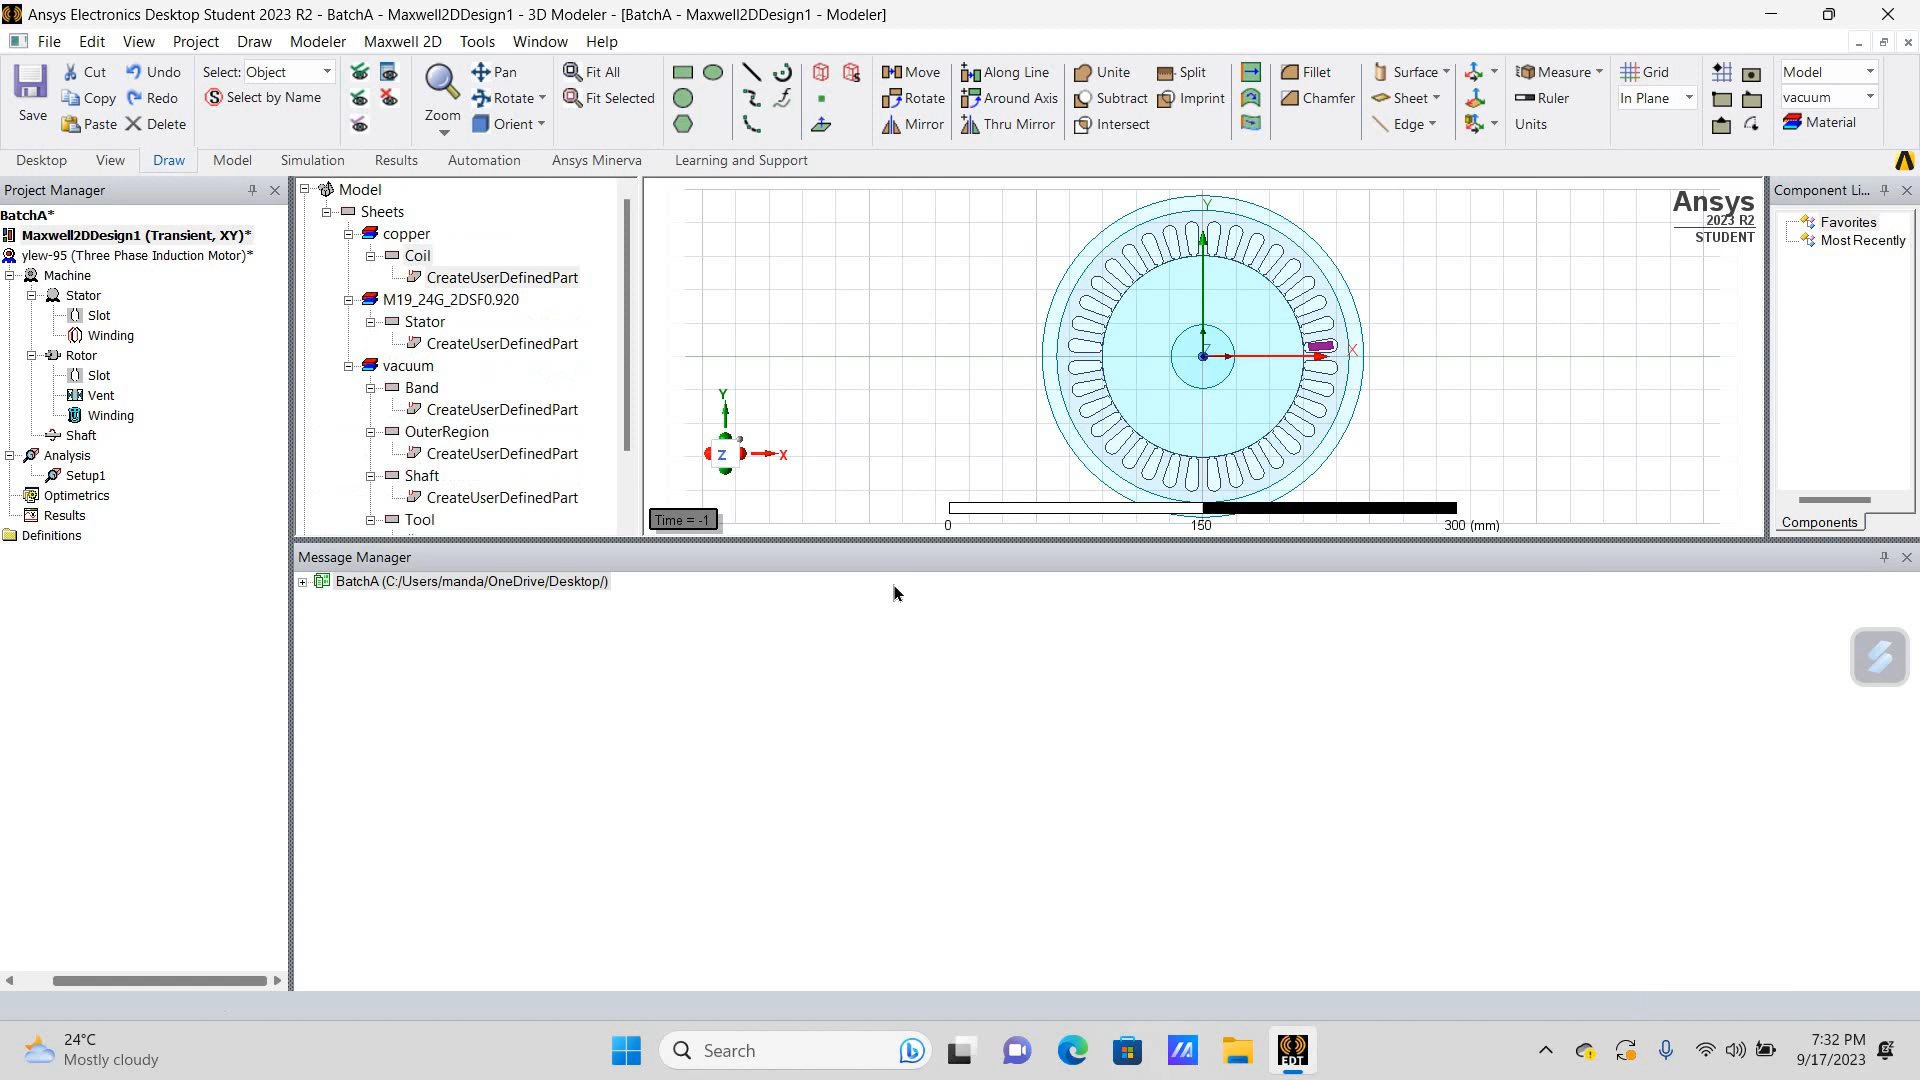 Ansys Electronics Desktop Student 2023 R2 - BatchA - Maxwell2DDesign1 - 3D Modeler - [BatchA - Maxwell2DDesign1 - Modeler]
File Edit View Project Draw Modeler Maxwell 2D Tools Window Help
Save
Cut Undo
Copy Redo
Paste Delete
Select: Object
Select by Name
Zoom
Pan
Rotate
Orient
Fit All
Fit Selected
Move Along Line
Rotate Around Axis
Mirror Thru Mirror
Unite Split
Subtract Imprint
Intersect
Fillet
Chamfer
Surface
Sheet
Edge
Measure
Ruler
Units
Grid
In Plane
Model
vacuum
Material
Desktop View Draw Model Simulation Results Automation Ansys Minerva Learning and Support
Project Manager
BatchA*
Maxwell2DDesign1 (Transient, XY)*
ylew-95 (Three Phase Induction Motor)*
Machine
Stator
Slot
Winding
Rotor
Slot
Vent
Winding
Shaft
Analysis
Setup1
Optimetrics
Results
Definitions
Model
Sheets
copper
Coil
CreateUserDefinedPart
M19_24G_2DSF0.920
Stator
CreateUserDefinedPart
vacuum
Band
CreateUserDefinedPart
OuterRegion
CreateUserDefinedPart
Shaft
CreateUserDefinedPart
Tool
Y
X
Z
Y
Z X
Time = -1
0 150 300 (mm)
Ansys
2023 R2
STUDENT
Component Li...
Favorites
Most Recently
Components
Message Manager
BatchA (C:/Users/manda/OneDrive/Desktop/)
24°C
Mostly cloudy
Search
EDT
7:32 PM
9/17/2023